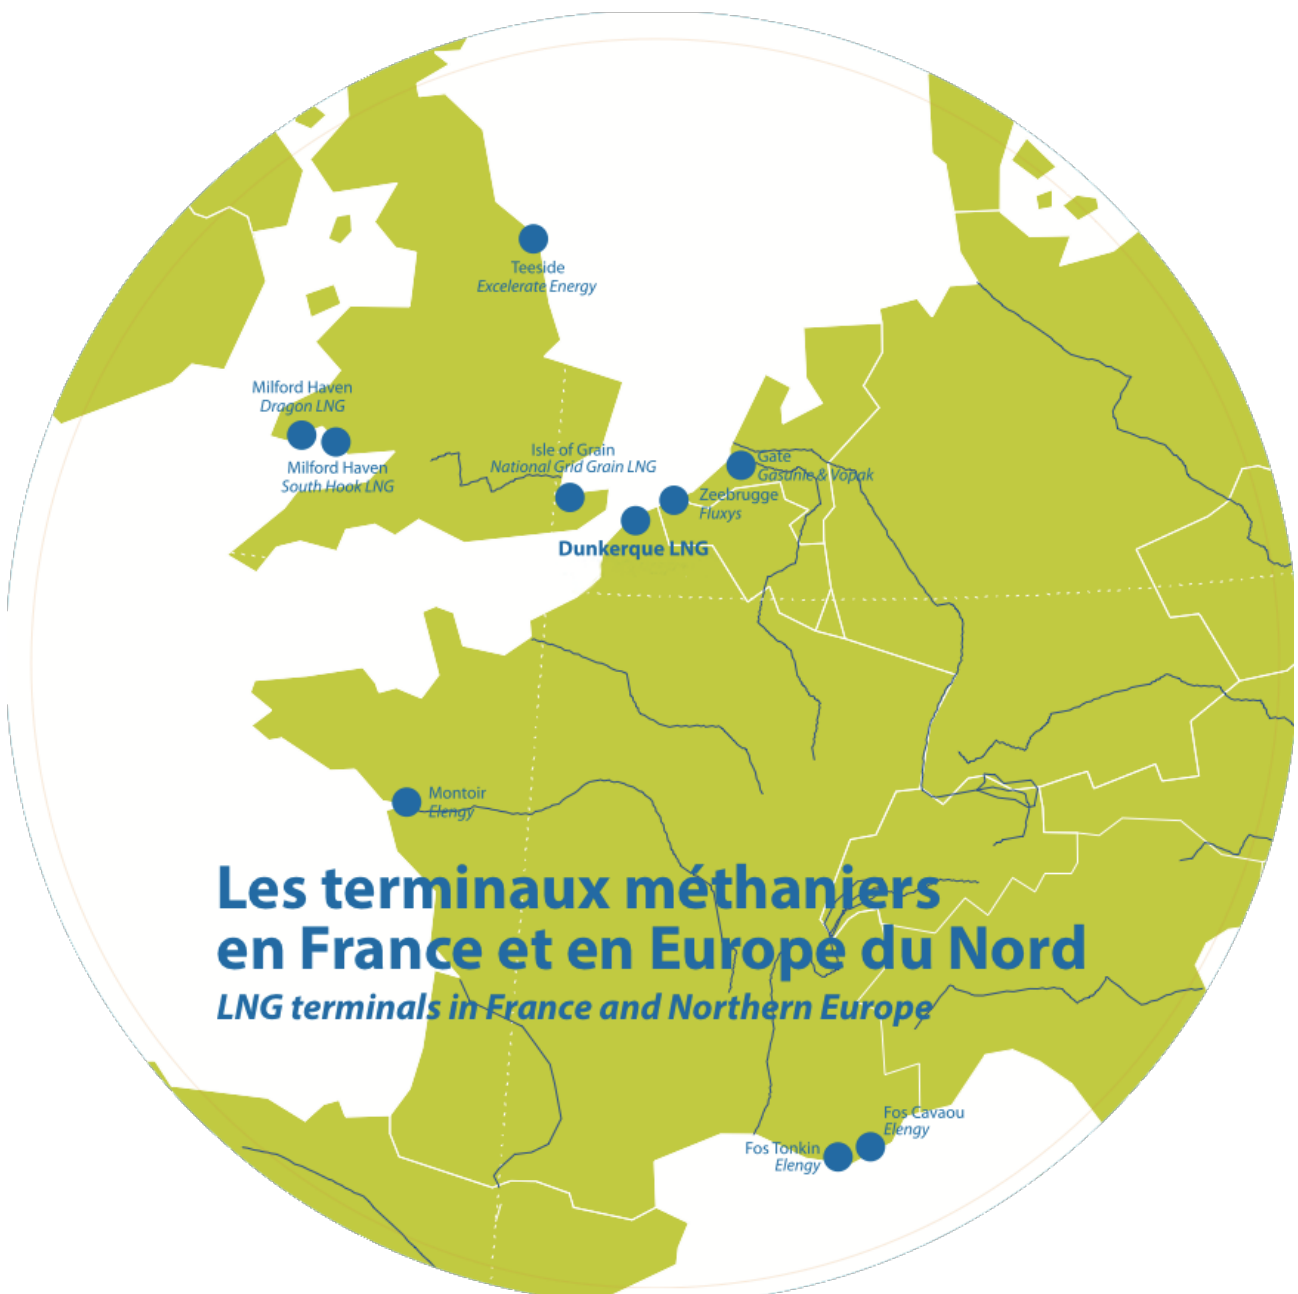 Teeside
Excelerate Energy
Milford Haven
Dragon LNG
Milford Haven
South Hook LNG
Isle of Grain
National Grid Grain LNG
Gate
Gasunie & Vopak
Zeebrugge
Fluxys
Dunkerque LNG
Montoir
Elengy
Les terminaux méthaniers
en France et en Europe du Nord
LNG terminals in France and Northern Europe
Fos Cavaou
Elengy
Fos Tonkin
Elengy